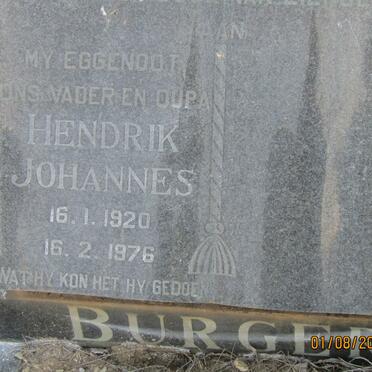 AAN
MY EGGENOOT
ONS VADER EN OUPA
HENDRIK
JOHANNES
16.1.1920
16.2.1976
WAT HY KON HET HY GEDOEN
BURGER
01/08/20